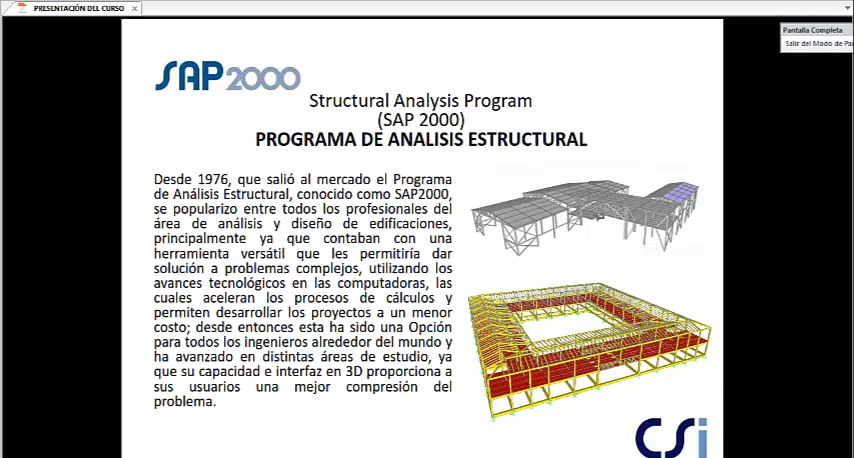 PRESENTACIÓN DEL CURSO
Pantalla Completa
Salir del Modo de Pa
SAP2000
Structural Analysis Program
(SAP 2000)
PROGRAMA DE ANALISIS ESTRUCTURAL
Desde 1976, que salió al mercado el Programa
de Análisis Estructural, conocido como SAP2000,
se popularizo entre todos los profesionales del
área de análisis y diseño de edificaciones,
principalmente ya que contaban con una
herramienta versátil que les permitiría dar
solución a problemas complejos, utilizando los
avances tecnológicos en las computadoras, las
cuales aceleran los procesos de cálculos y
permiten desarrollar los proyectos a un menor
costo; desde entonces esta ha sido una Opción
para todos los ingenieros alrededor del mundo y
ha avanzado en distintas áreas de estudio, ya
que su capacidad e interfaz en 3D proporciona a
sus usuarios una mejor compresión del
problema.
CSi